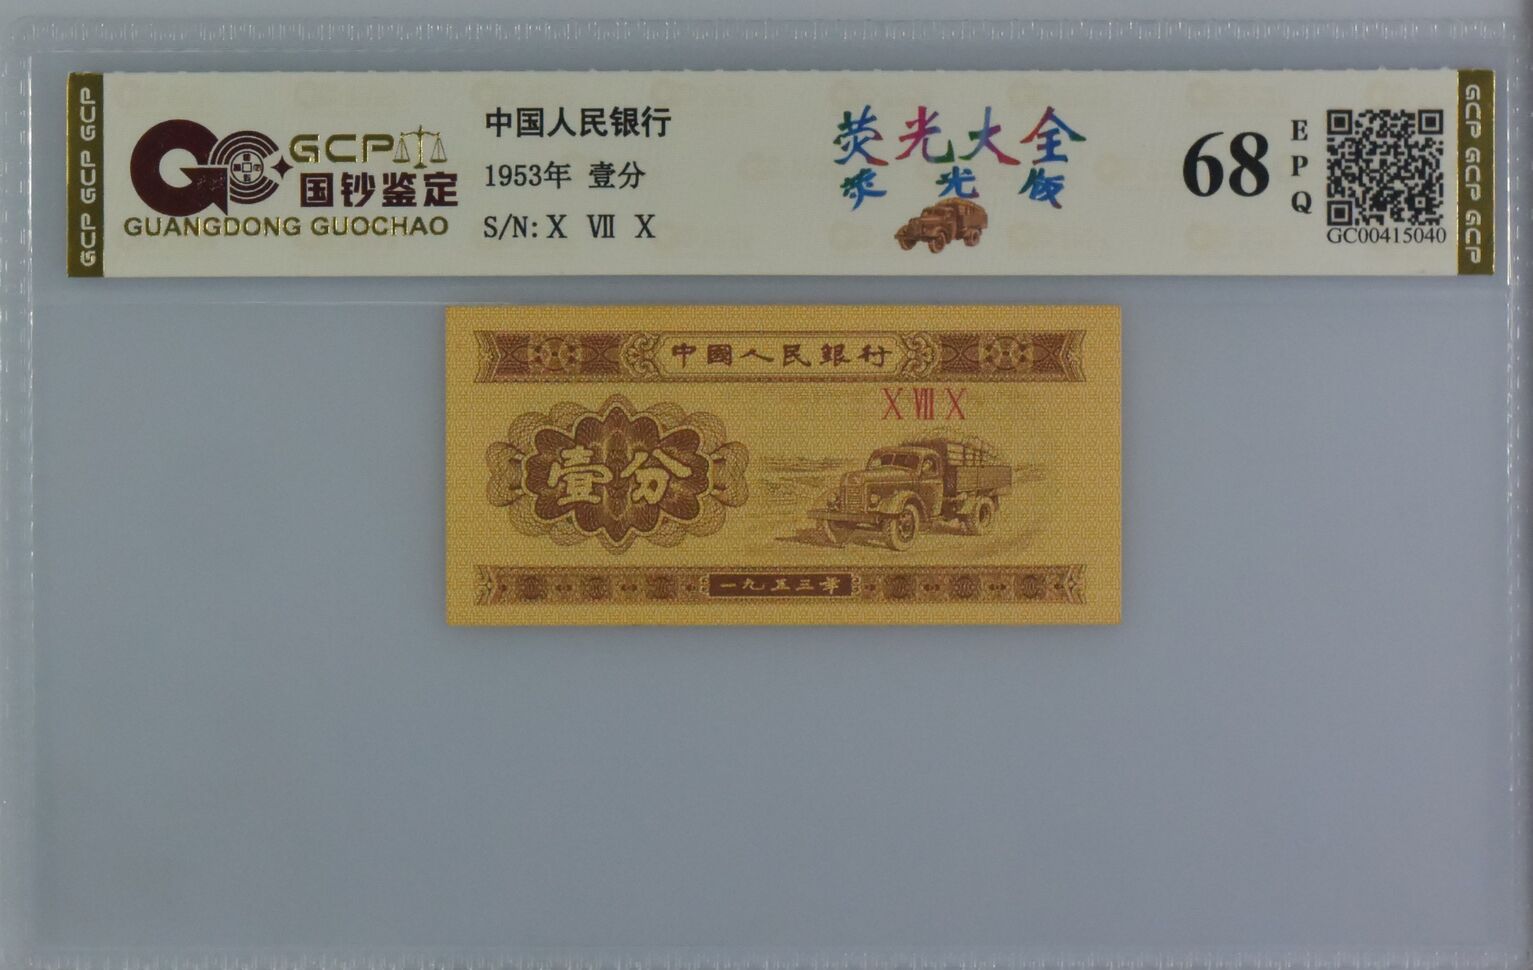 GCP GCP GCP
GCP
国钞鉴定
GUANGDONG GUOCHAO
中国人民银行
1953年 壹分
S/N: X Ⅶ X
荧光大全
荧光版
68
E
P
Q
GC00415040
GCP GCP GCP
中國人民銀行
X Ⅶ X
壹分
一九五三年